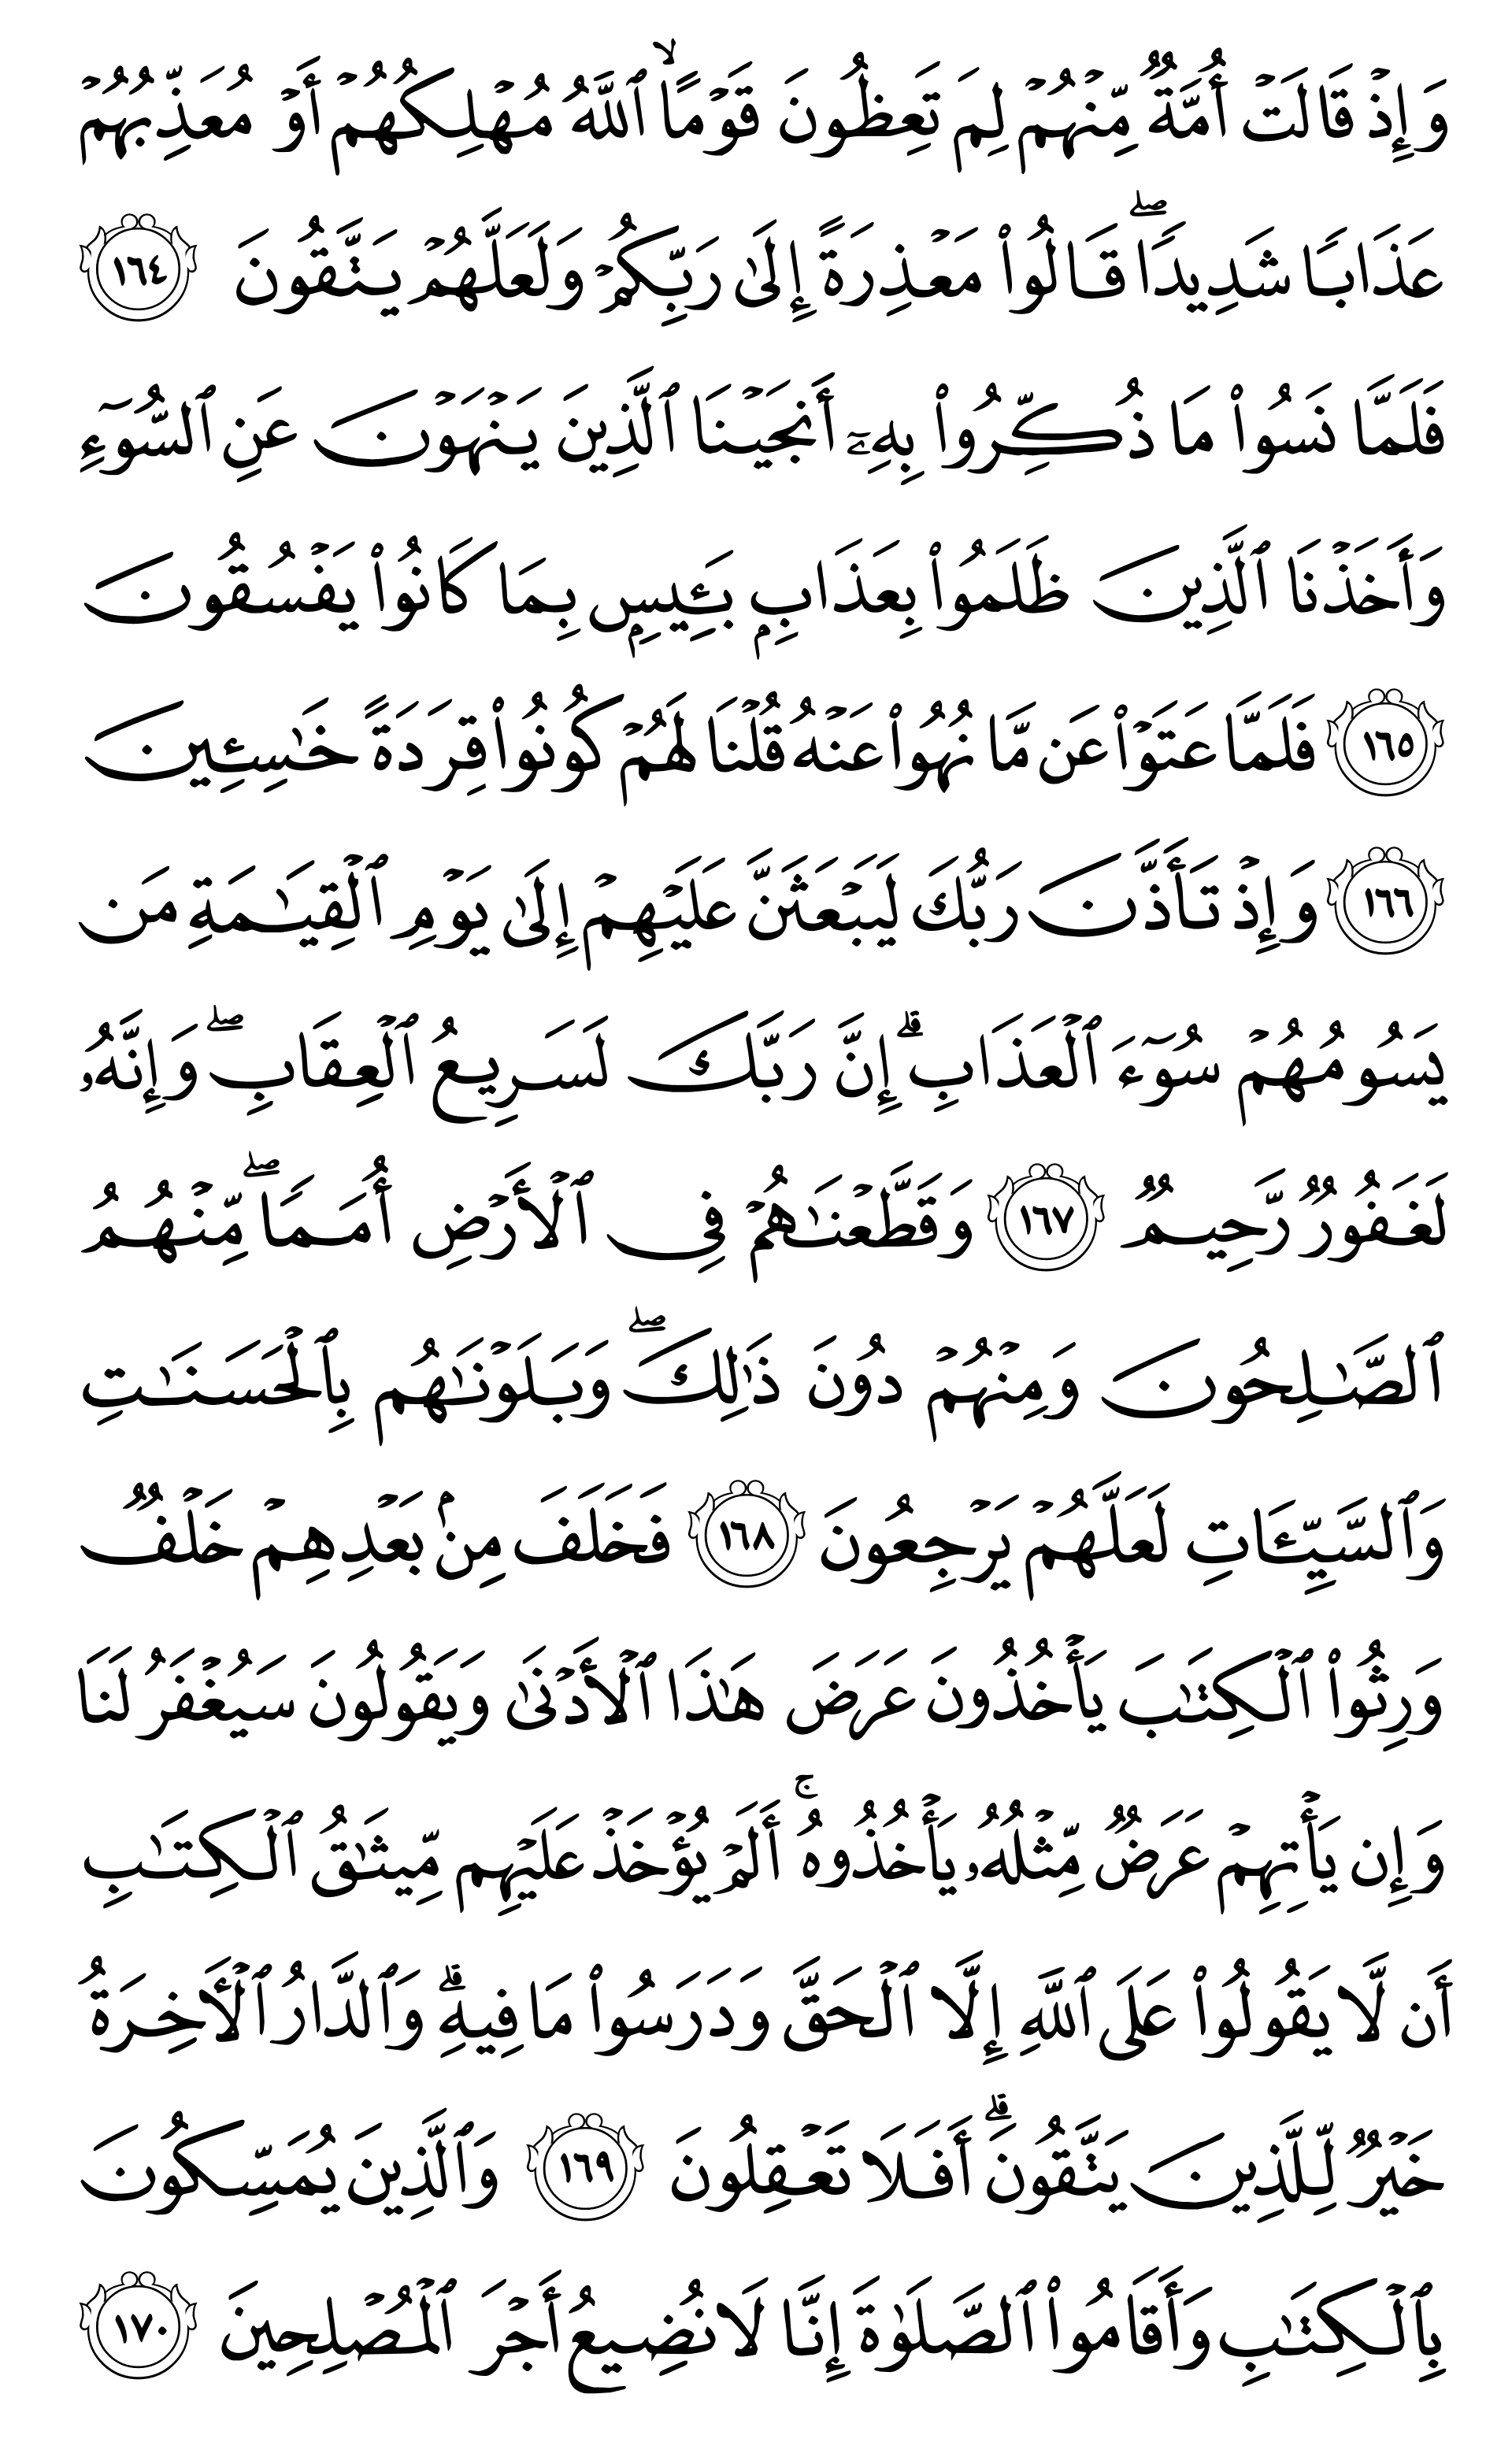 وَإِذۡ قَالَتۡ أُمَّةٞ مِّنۡهُمۡ لِمَ تَعِظُونَ قَوۡمًا ٱللَّهُ مُهۡلِكُهُمۡ أَوۡ مُعَذِّبُهُمۡ
عَذَابٗا شَدِيدٗاۖ قَالُواْ مَعۡذِرَةً إِلَىٰ رَبِّكُمۡ وَلَعَلَّهُمۡ يَتَّقُونَ ١٦٤
فَلَمَّا نَسُواْ مَا ذُكِّرُواْ بِهِۦٓ أَنجَيۡنَا ٱلَّذِينَ يَنۡهَوۡنَ عَنِ ٱلسُّوٓءِ
وَأَخَذۡنَا ٱلَّذِينَ ظَلَمُواْ بِعَذَابِۭ بَـِٔيسِۭ بِمَا كَانُواْ يَفۡسُقُونَ
١٦٥ فَلَمَّا عَتَوۡاْ عَن مَّا نُهُواْ عَنۡهُ قُلۡنَا لَهُمۡ كُونُواْ قِرَدَةً خَٰسِـِٔينَ
١٦٦ وَإِذۡ تَأَذَّنَ رَبُّكَ لَيَبۡعَثَنَّ عَلَيۡهِمۡ إِلَىٰ يَوۡمِ ٱلۡقِيَٰمَةِ مَن
يَسُومُهُمۡ سُوٓءَ ٱلۡعَذَابِۗ إِنَّ رَبَّكَ لَسَرِيعُ ٱلۡعِقَابِۖ وَإِنَّهُۥ
لَغَفُورٞ رَّحِيمٞ ١٦٧ وَقَطَّعۡنَٰهُمۡ فِي ٱلۡأَرۡضِ أُمَمٗاۖ مِّنۡهُمُ
ٱلصَّٰلِحُونَ وَمِنۡهُمۡ دُونَ ذَٰلِكَۖ وَبَلَوۡنَٰهُم بِٱلۡحَسَنَٰتِ
وَٱلسَّيِّـَٔاتِ لَعَلَّهُمۡ يَرۡجِعُونَ ١٦٨ فَخَلَفَ مِنۢ بَعۡدِهِمۡ خَلۡفٞ
وَرِثُواْ ٱلۡكِتَٰبَ يَأۡخُذُونَ عَرَضَ هَٰذَا ٱلۡأَدۡنَىٰ وَيَقُولُونَ سَيُغۡفَرُ لَنَا
وَإِن يَأۡتِهِمۡ عَرَضٞ مِّثۡلُهُۥ يَأۡخُذُوهُۚ أَلَمۡ يُؤۡخَذۡ عَلَيۡهِم مِّيثَٰقُ ٱلۡكِتَٰبِ
أَن لَّا يَقُولُواْ عَلَى ٱللَّهِ إِلَّا ٱلۡحَقَّ وَدَرَسُواْ مَا فِيهِۗ وَٱلدَّارُ ٱلۡأٓخِرَةُ
خَيۡرٞ لِّلَّذِينَ يَتَّقُونَۗ أَفَلَا تَعۡقِلُونَ ١٦٩ وَٱلَّذِينَ يُمَسِّكُونَ
بِٱلۡكِتَٰبِ وَأَقَامُواْ ٱلصَّلَوٰةَ إِنَّا لَا نُضِيعُ أَجۡرَ ٱلۡمُصۡلِحِينَ ١٧٠